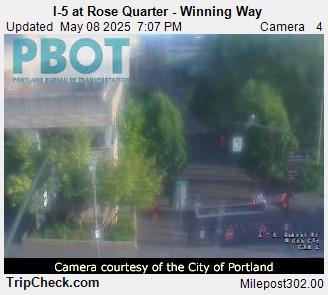 I-5 at Rose Quarter - Winning Way
Updated May 08 2025 7:07 PM Camera 4
PBOT
PORTLAND BUREAU OF TRANSPORTATION
Camera courtesy of the City of Portland
TripCheck.com Milepost302.00